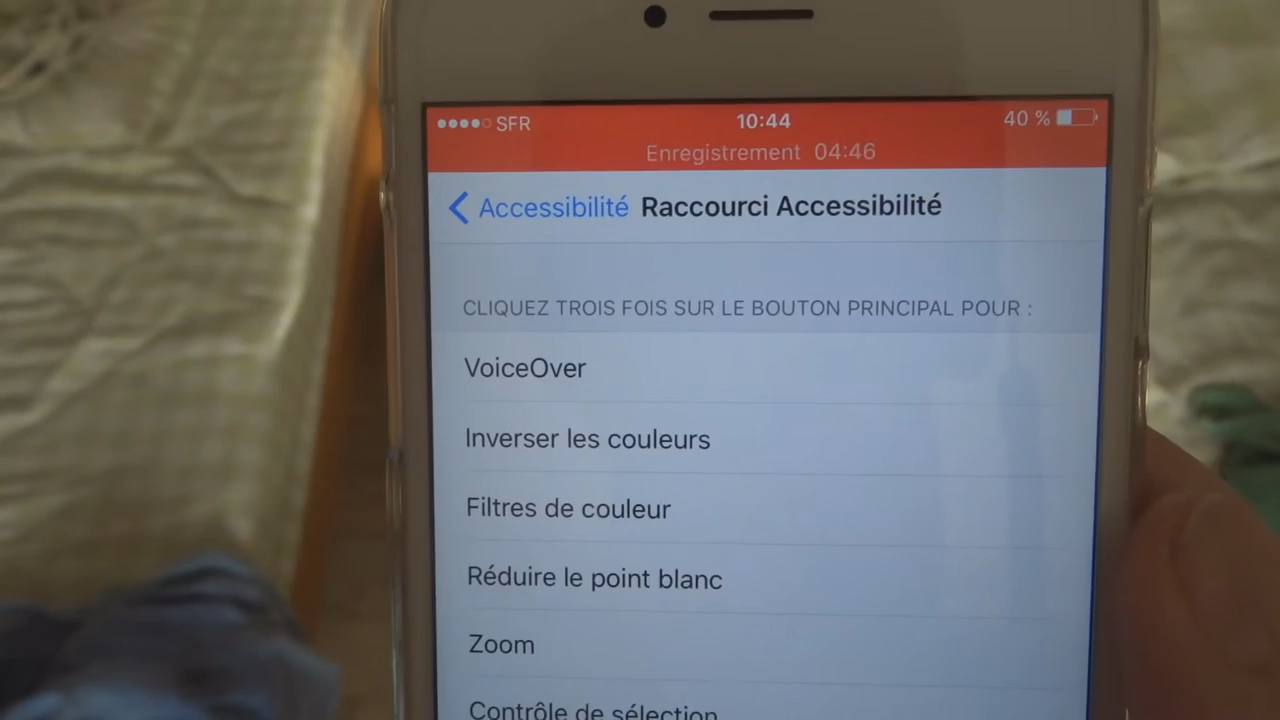 SFR 10:44 40 %
Enregistrement 04:46
Accessibilité Raccourci Accessibilité
CLIQUEZ TROIS FOIS SUR LE BOUTON PRINCIPAL POUR :
VoiceOver
Inverser les couleurs
Filtres de couleur
Réduire le point blanc
Zoom
Contrôle de sélection